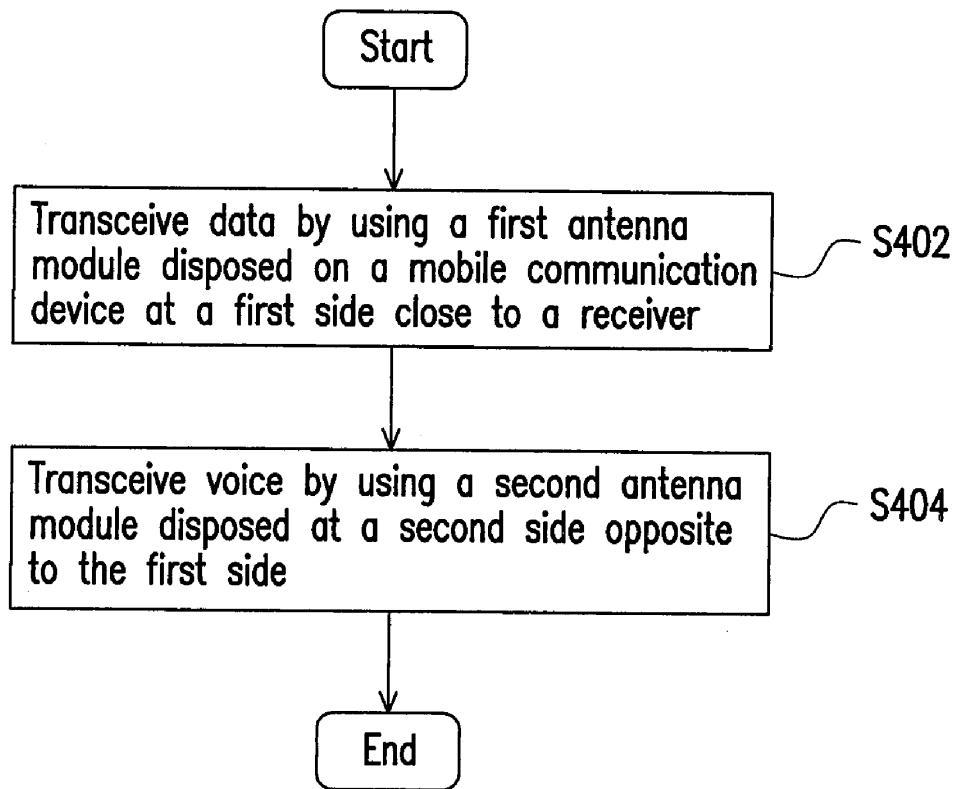 Start
Transceive data by using a first antenna
module disposed on a mobile communication
device at a first side close to a receiver
S402
Transceive voice by using a second antenna
module disposed at a second side opposite
to the first side
S404
End